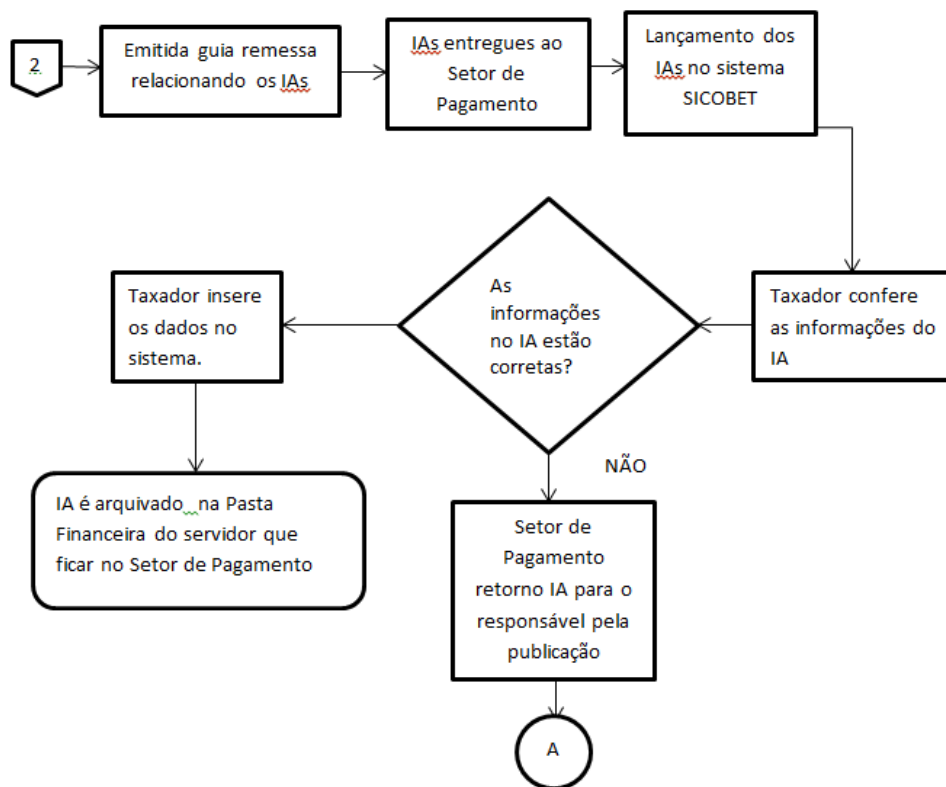 2
Emitida guia remessa
relacionando os IAs
IAs entregues ao
Setor de
Pagamento
Lançamento dos
IAs no sistema
SICOBET
Taxador confere
as informações do
IA
As
informações
no IA estão
corretas?
Taxador insere
os dados no
sistema.
IA é arquivado na Pasta
Financeira do servidor que
ficar no Setor de Pagamento
NÃO
Setor de
Pagamento
retorno IA para o
responsável pela
publicação
A